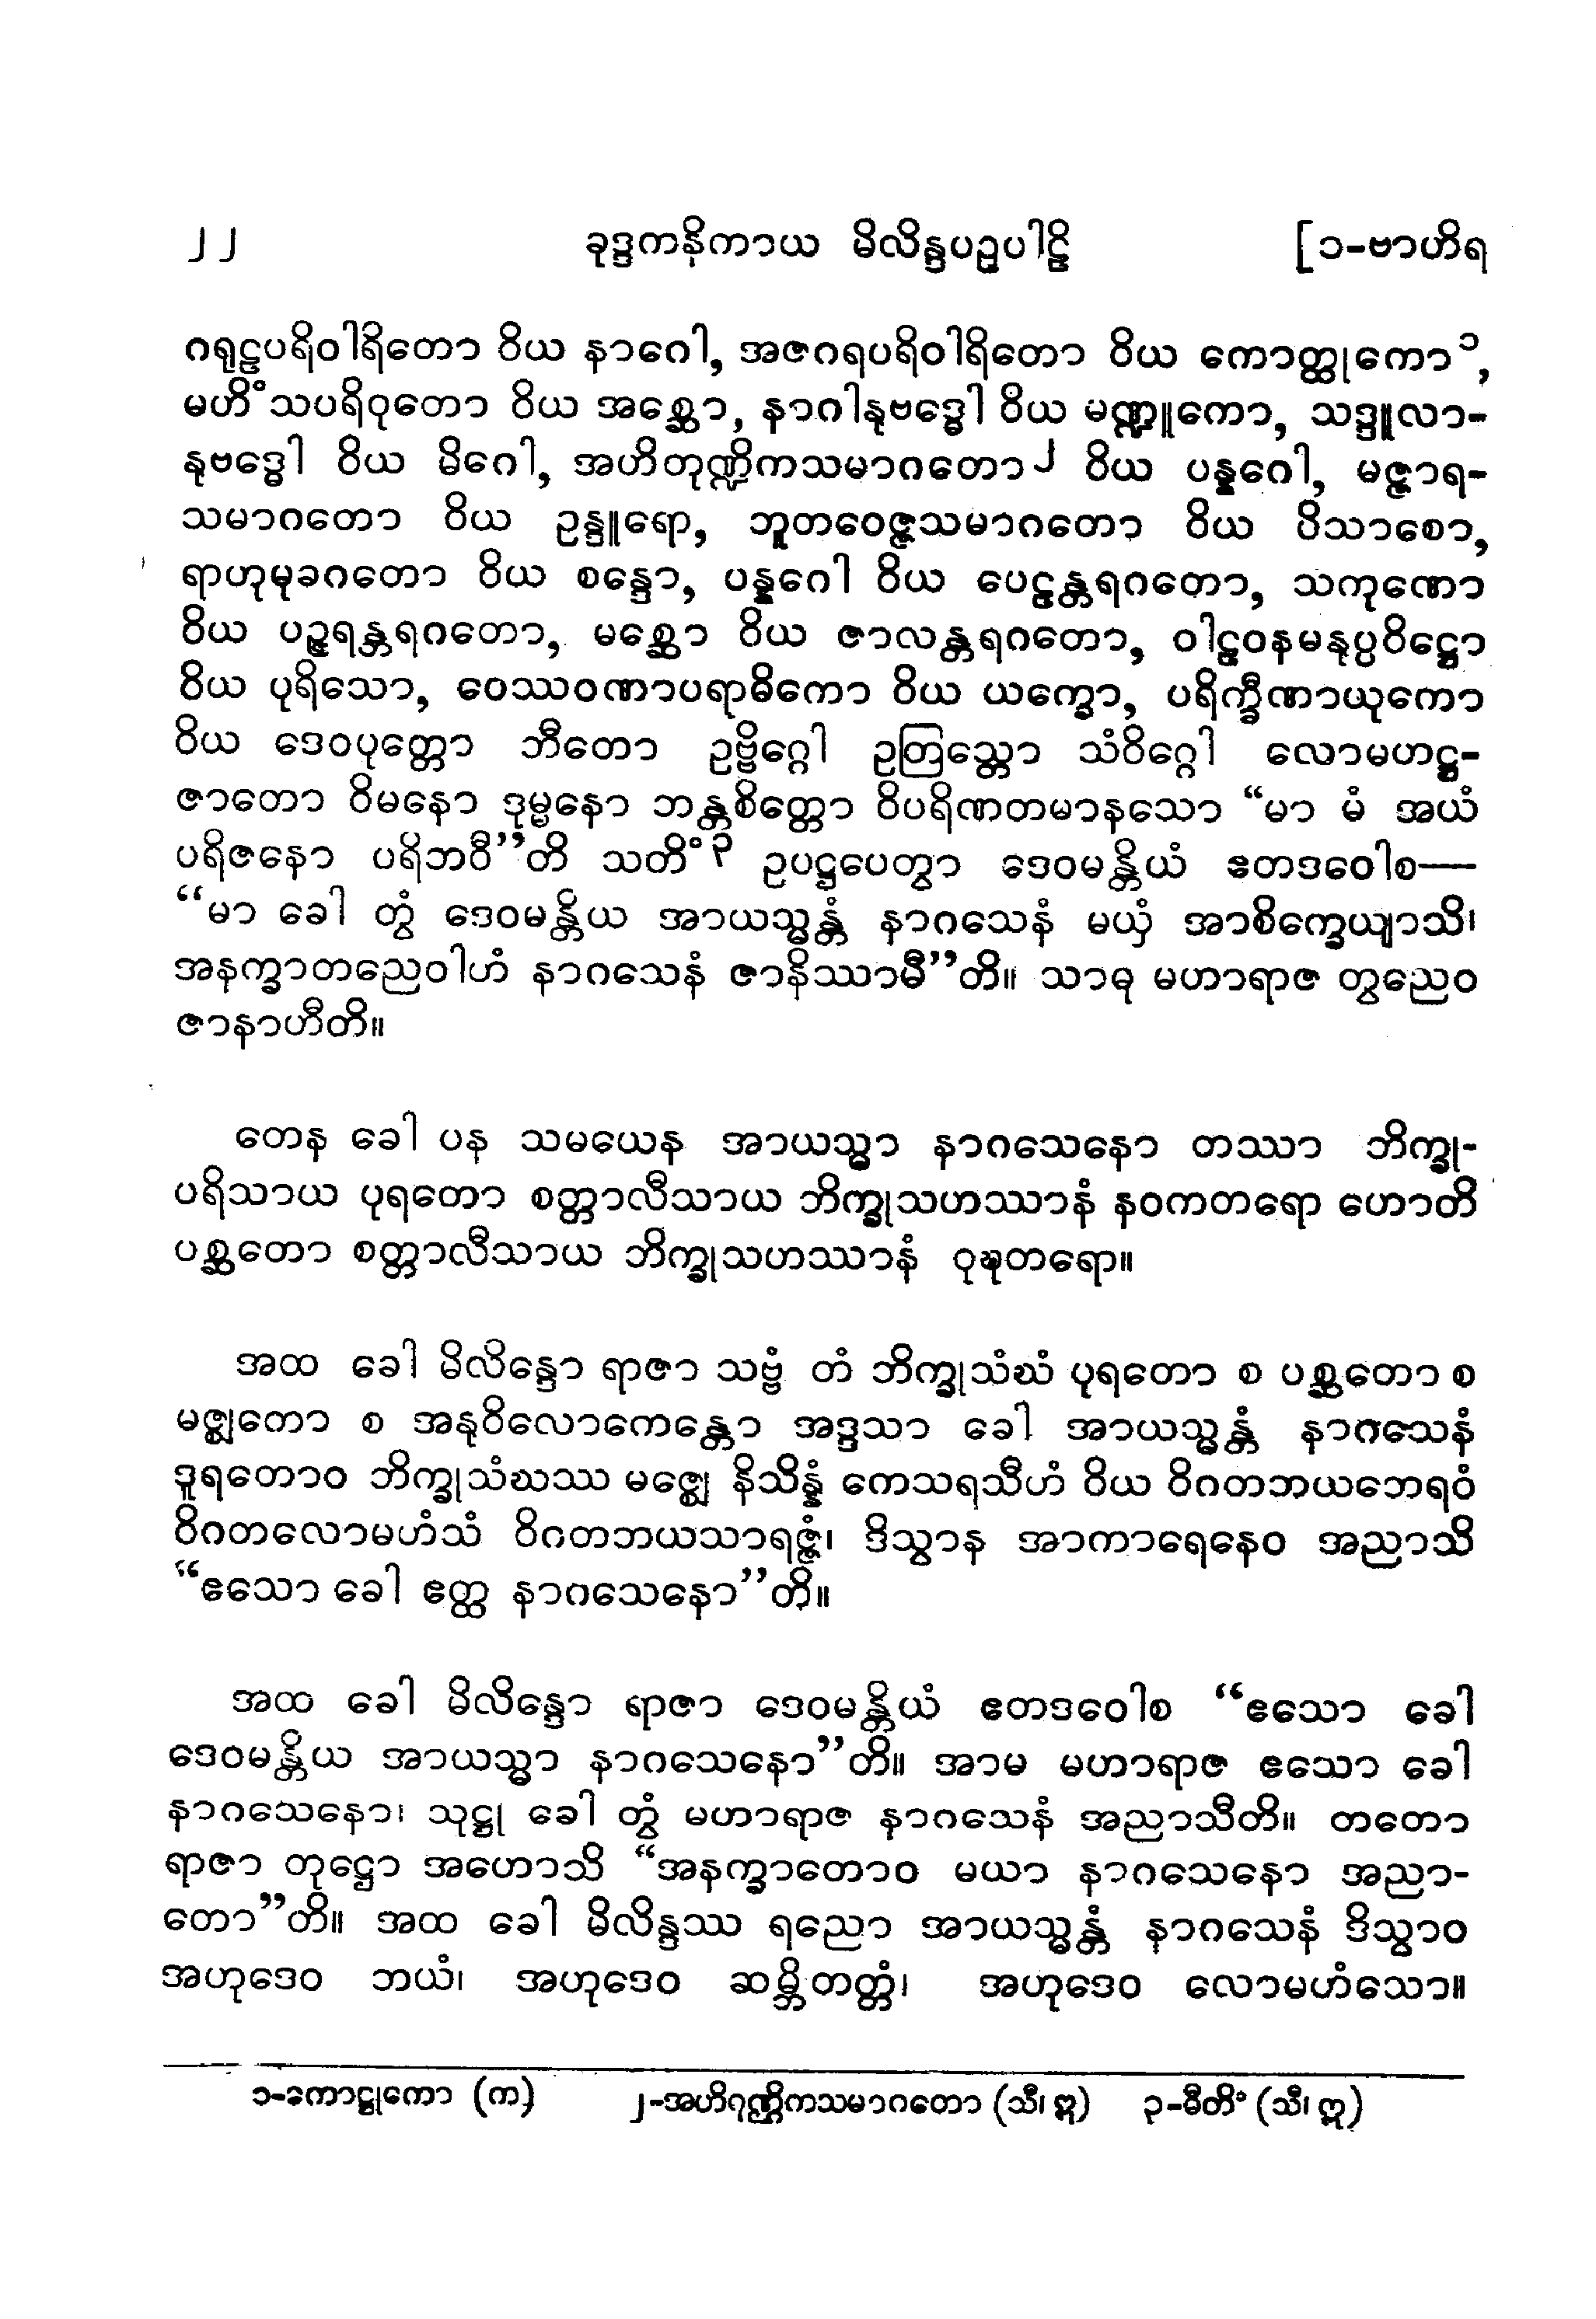 ၂၂ ခုဒ္ဒကနိကာယ မိလိန္ဒပဥှပါဠိ [၁-ဗာဟိရ
ဂရုဠပရိဝါရိတော ဝိယ နာဂေါ, အဇဂရပရိဝါရိတော ဝိယ ကောတ္ထုကော၁,
မဟိံသပရိဝုတော ဝိယ အစ္ဆော, နာဂါနုဗဒ္ဓေါ ဝိယ မဏ္ဍူကော, သဒ္ဒူလာ-
နုဗဒ္ဓေါ ဝိယ မိဂေါ, အဟိတုဏ္ဍိကသမာဂတော၂ ဝိယ ပန္နဂေါ, မဇ္ဇာရ-
သမာဂတော ဝိယ ဥန္ဒူရော, ဘူတဝေဇ္ဇသမာဂတော ဝိယ ပိသာစော,
ရာဟုမုခဂတော ဝိယ စန္ဒော, ပန္နဂေါ ဝိယ ပေဠန္တရဂတော, သကုဏော
ဝိယ ပဉ္ဇရန္တရဂတော, မစ္ဆော ဝိယ ဇာလန္တရဂတော, ဝါဠဝနမနုပ္ပဝိဋ္ဌော
ဝိယ ပုရိသော, ဝေဿဝဏာပရာဓိကော ဝိယ ယက္ခော, ပရိက္ခီဏာယုကော
ဝိယ ဒေဝပုတ္တော ဘီတော ဥဗ္ဗိဂ္ဂေါ ဥတြသ္တော သံဝိဂ္ဂေါ လောမဟဋ္ဌ-
ဇာတော ဝိမနော ဒုမ္မနော ဘန္တစိတ္တော ဝိပရိဏတမာနသော “မာ မံ အယံ
ပရိဇနော ပရိဘဝီ”တိ သတိံ၃ ဥပဋ္ဌပေတွာ ဒေဝမန္တိယံ ဧတဒဝေါစ—
“မာ ခေါ တွံ ဒေဝမန္တိယ အာယသ္မန္တံ နာဂသေနံ မယှံ အာစိက္ခေယျာသိ၊
အနက္ခာတညေဝါဟံ နာဂသေနံ ဇာနိဿာမီ”တိ။ သာဓု မဟာရာဇ တွညေဝ
ဇာနာဟီတိ။
တေန ခေါ ပန သမယေန အာယသ္မာ နာဂသေနော တဿာ ဘိက္ခု-
ပရိသာယ ပုရတော စတ္တာလီသာယ ဘိက္ခုသဟဿာနံ နဝကတရော ဟောတိ
ပစ္ဆတော စတ္တာလီသာယ ဘိက္ခုသဟဿာနံ ဝုဍ္ဎတရော။
အထ ခေါ မိလိန္ဒော ရာဇာ သဗ္ဗံ တံ ဘိက္ခုသံဃံ ပုရတော စ ပစ္ဆတော စ
မဇ္ဈတော စ အနုဝိလောကေန္တော အဒ္ဒသာ ခေါ အာယသ္မန္တံ နာဂသေနံ
ဒူရတောဝ ဘိက္ခုသံဃဿ မဇ္ဈေ နိသိန္နံ ကေသရသီဟံ ဝိယ ဝိဂတဘယဘေရဝံ
ဝိဂတလောမဟံသံ ဝိဂတဘယသာရဇ္ဇံ၊ ဒိသွာန အာကာရေနေဝ အညာသိ
“ဧသော ခေါ ဧတ္ထ နာဂသေနော”တိ။
အထ ခေါ မိလိန္ဒော ရာဇာ ဒေဝမန္တိယံ ဧတဒဝေါစ “ဧသော ခေါ
ဒေဝမန္တိယ အာယသ္မာ နာဂသေနော”တိ။ အာမ မဟာရာဇ ဧသော ခေါ
နာဂသေနော၊ သုဋ္ဌု ခေါ တွံ မဟာရာဇ နာဂသေနံ အညာသီတိ။ တတော
ရာဇာ တုဋ္ဌော အဟောသိ “အနက္ခာတောဝ မယာ နာဂသေနော အညာ-
တော”တိ။ အထ ခေါ မိလိန္ဒဿ ရညော အာယသ္မန္တံ နာဂသေနံ ဒိသွာဝ
အဟုဒေဝ ဘယံ၊ အဟုဒေဝ ဆမ္ဘိတတ္တံ၊ အဟုဒေဝ လောမဟံသော။
၁-ကောဋ္ဌုကော (က) ၂-အဟိဂုဏ္ဌိကသမာဂတော (သီ၊ ဣ) ၃-ဓီတိံ (သီ၊ ဣ)